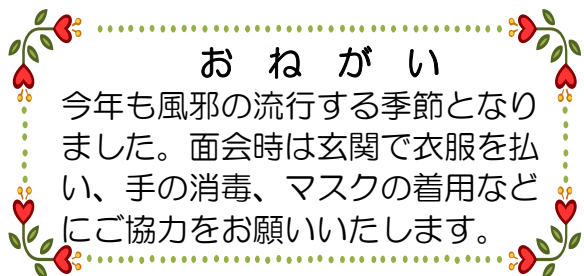 おねがい
今年も風邪の流行する季節となり
ました。面会時は玄関で衣服を払
い、手の消毒、マスクの着用など
にご協力をお願いいたします。